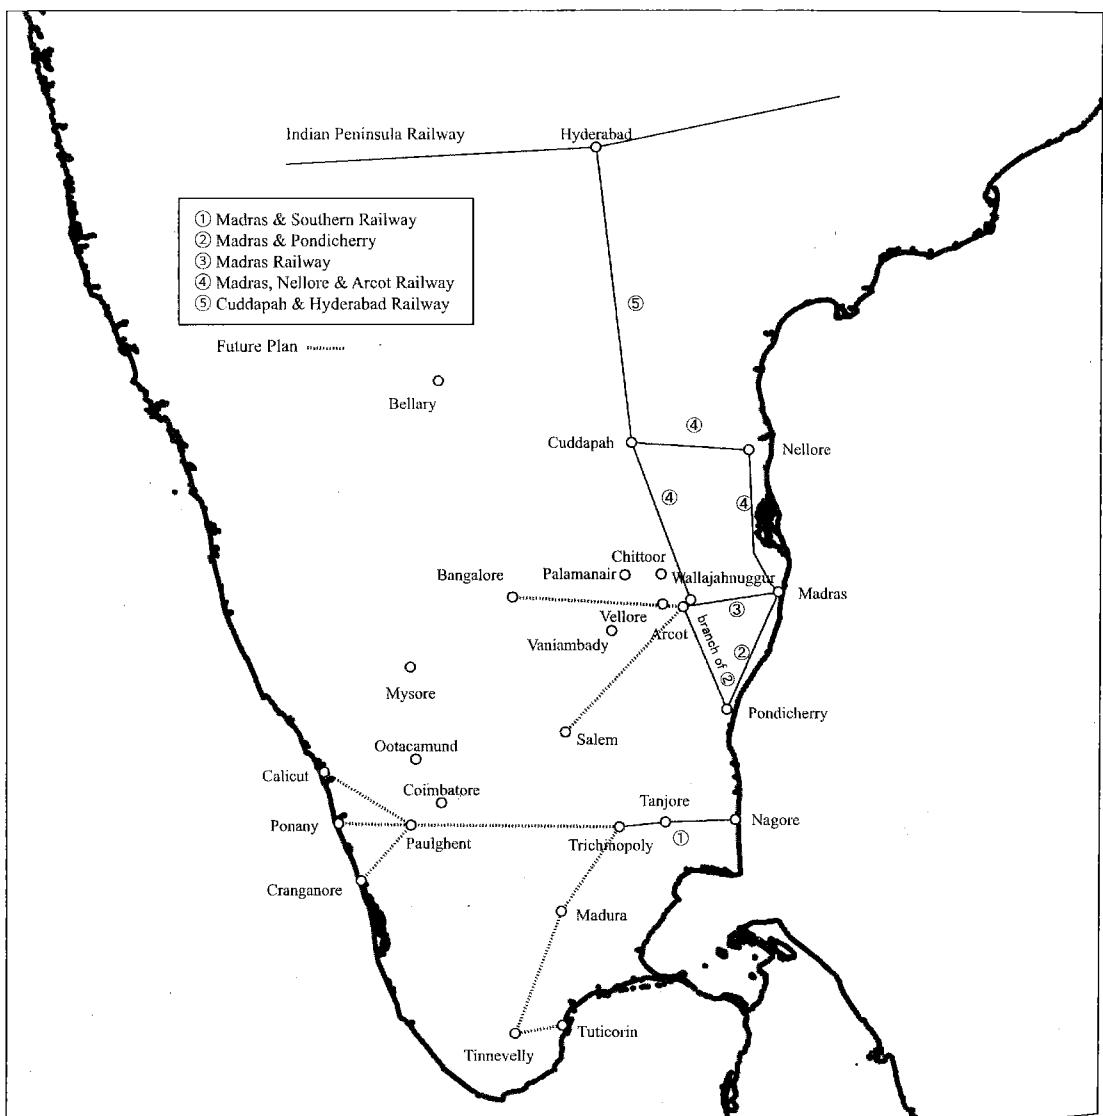 Indian Peninsula Railway
Hyderabad
① Madras & Southern Railway
② Madras & Pondicherry
③ Madras Railway
④ Madras, Nellore & Arcot Railway
⑤ Cuddapah & Hyderabad Railway
Future Plan
⑤
Bellary
Cuddapah
④
Nellore
④
④
Chittoor
Bangalore
Palamanair
Wallajahnuggur
Madras
Vellore
③
Arcot
Vaniambady
branch of ②
②
Mysore
Pondicherry
Salem
Ootacamund
Calicut
Coimbatore
Tanjore
Ponany
Paulghent
Trichmopoly
①
Nagore
Cranganore
Madura
Tuticorin
Tinnevelly